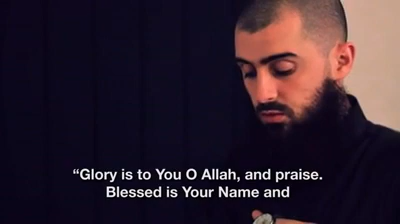 “Glory is to You O Allah, and praise.
Blessed is Your Name and